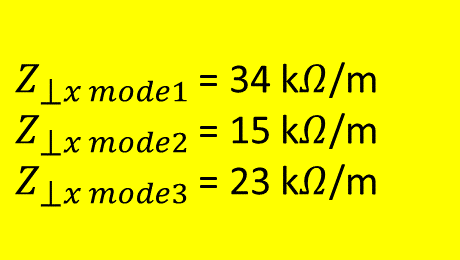 Z⊥x mode1 = 34 kΩ/m
Z⊥x mode2 = 15 kΩ/m
Z⊥x mode3 = 23 kΩ/m